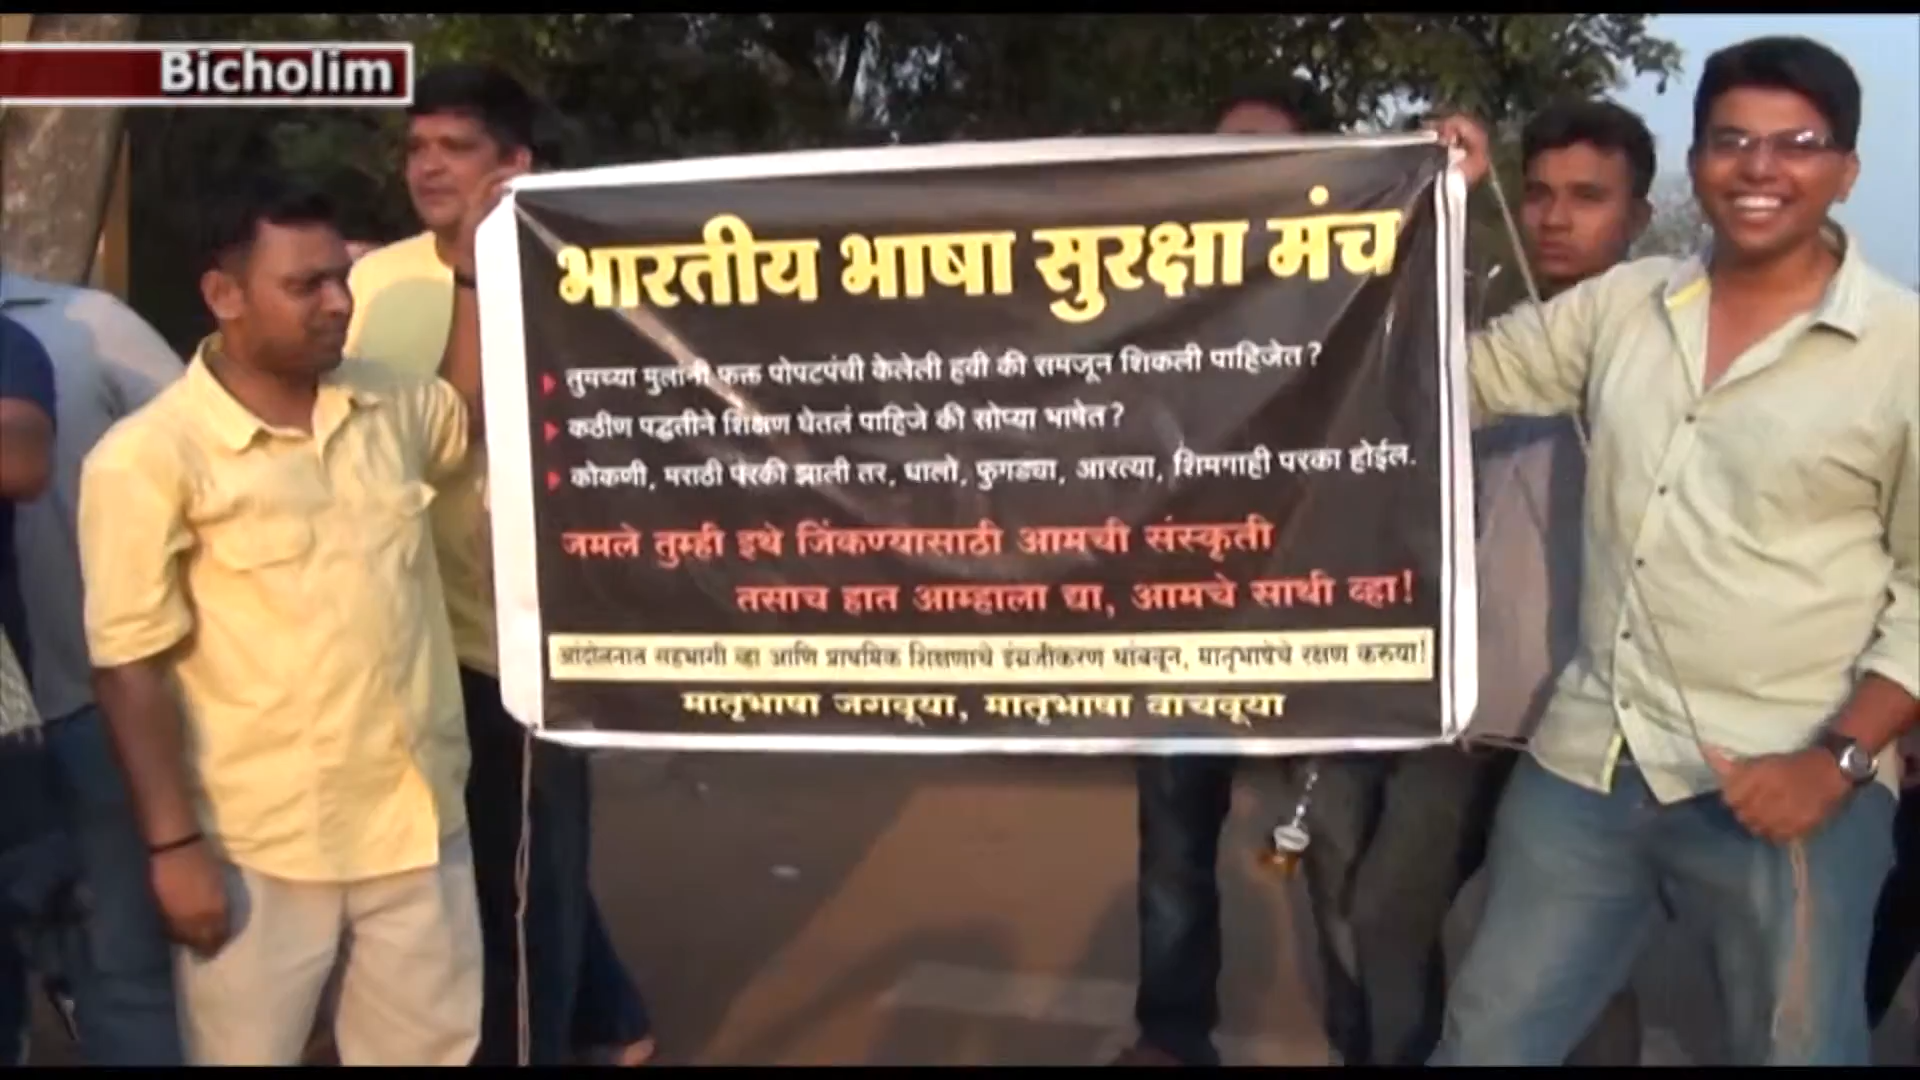 Bicholim
भारतीय भाषा सुरक्षा मंच
तुमच्या मुलांनी फक्त पोपटपंची केलेली हवी की समजून शिकली पाहिजेत?
कठीण पद्धतीने शिक्षण घेतलं पाहिजे की सोप्या भाषेत?
कोकणी, मराठी परकी झाली तर, धालो, फुगड्या, आरत्या, शिमगाही परका होईल.
जमले तुम्ही इथे जिंकण्यासाठी आमची संस्कृती
तसाच हात आम्हाला द्या, आमचे साथी व्हा!
आंदोलनात सहभागी व्हा आणि प्राथमिक शिक्षणाचे इंग्रजीकरण थांबवून, मातृभाषेचे रक्षण करुया!
मातृभाषा जगवूया, मातृभाषा वाचवूया